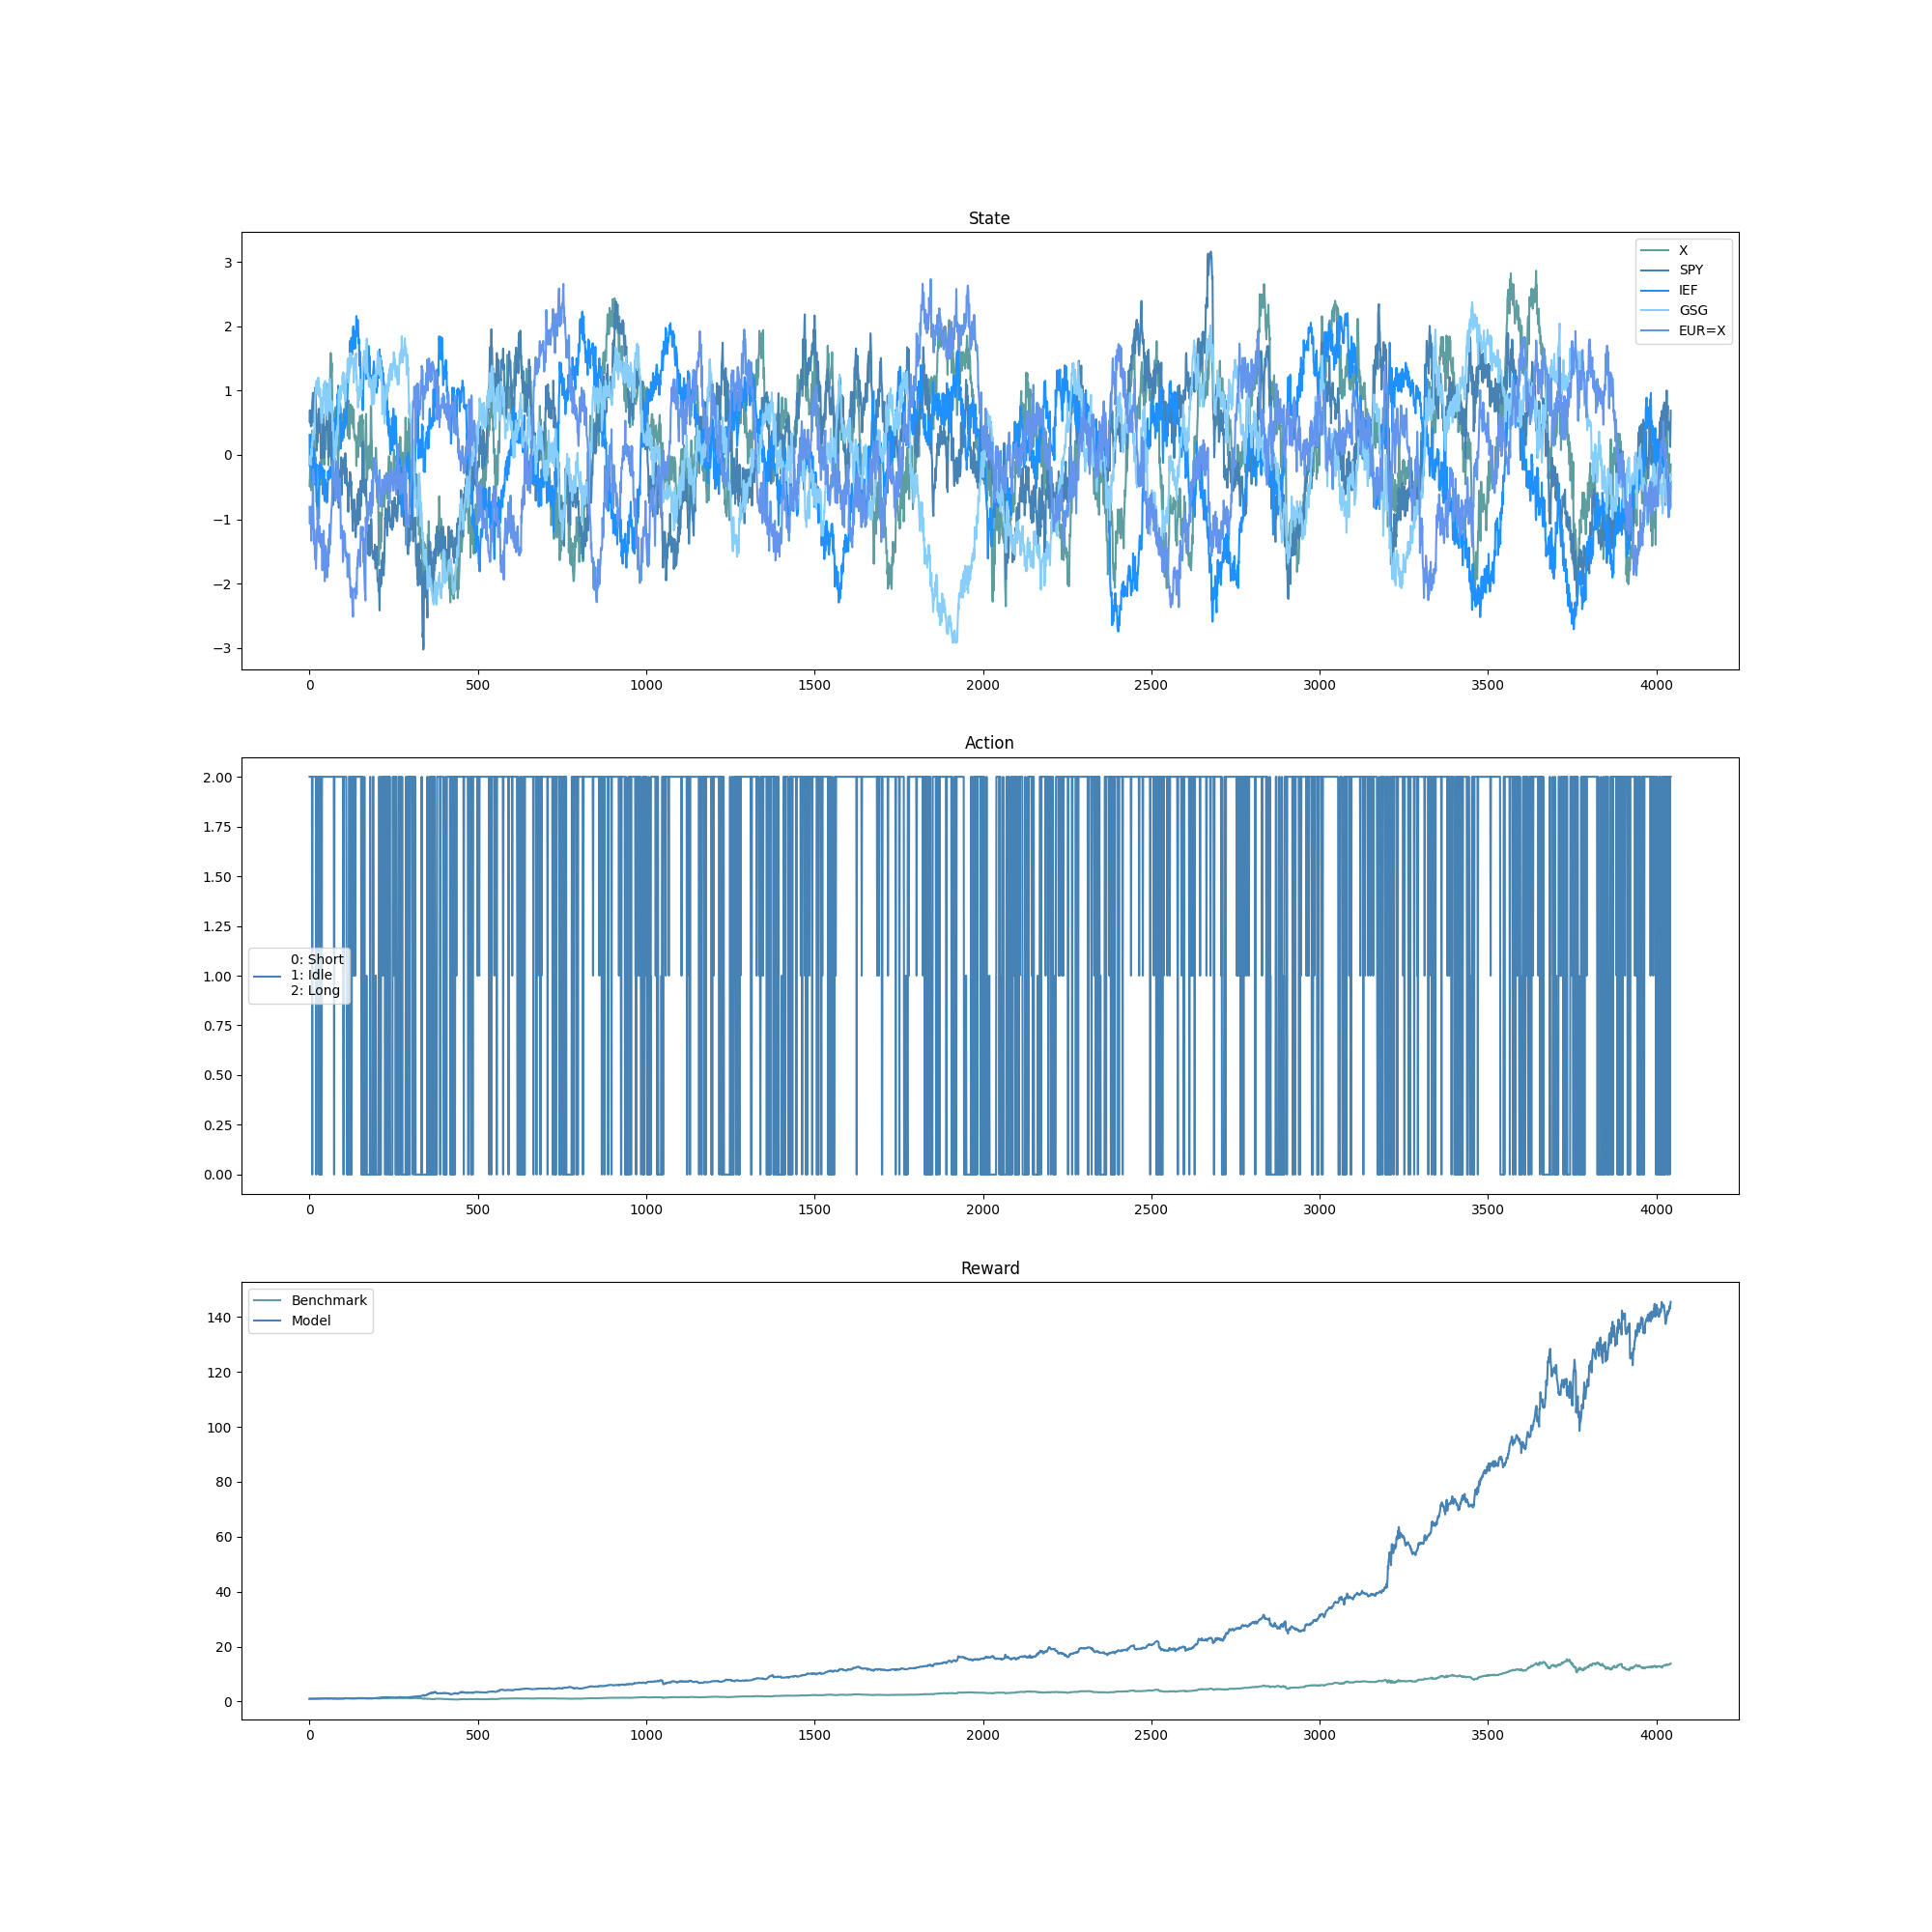 State
3
2
1
0
−1
−2
−3
X
SPY
IEF
GSG
EUR=X
0 500 1000 1500 2000 2500 3000 3500 4000
Action
2.00
1.75
1.50
1.25
1.00
0.75
0.50
0.25
0.00
0: Short
1: Idle
2: Long
0 500 1000 1500 2000 2500 3000 3500 4000
Reward
140
120
100
80
60
40
20
0
Benchmark
Model
0 500 1000 1500 2000 2500 3000 3500 4000